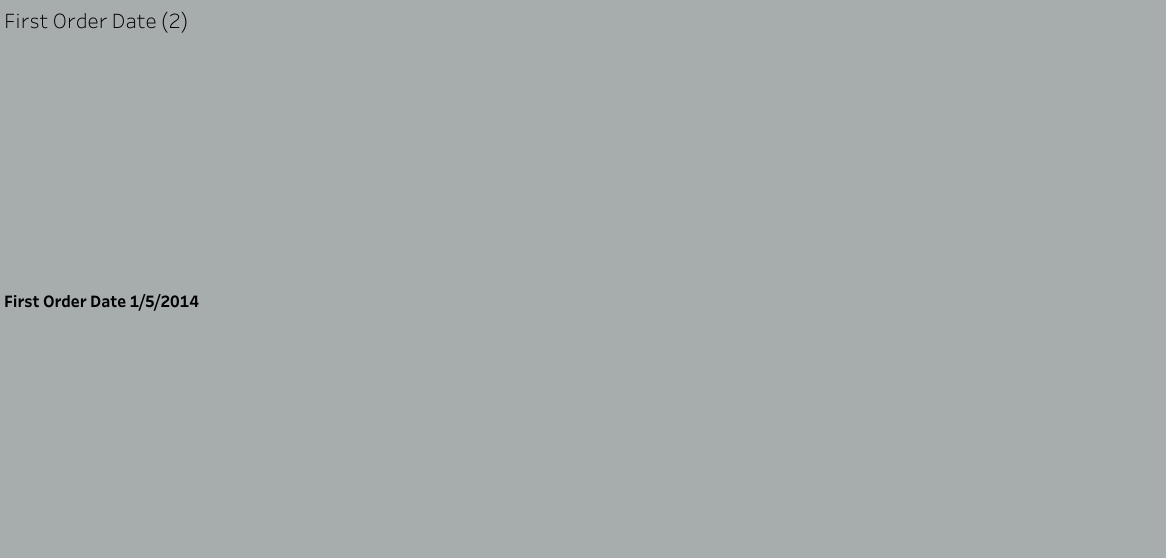 First Order Date (2)
First Order Date 1/5/2014